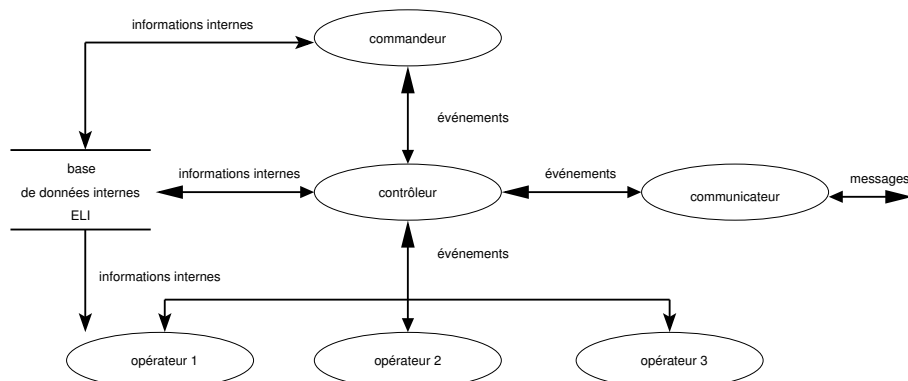 informations internes
commandeur
événements
base
de données internes
ELI
informations internes
contrôleur
événements
communicateur
messages
événements
informations internes
opérateur 1
opérateur 2
opérateur 3